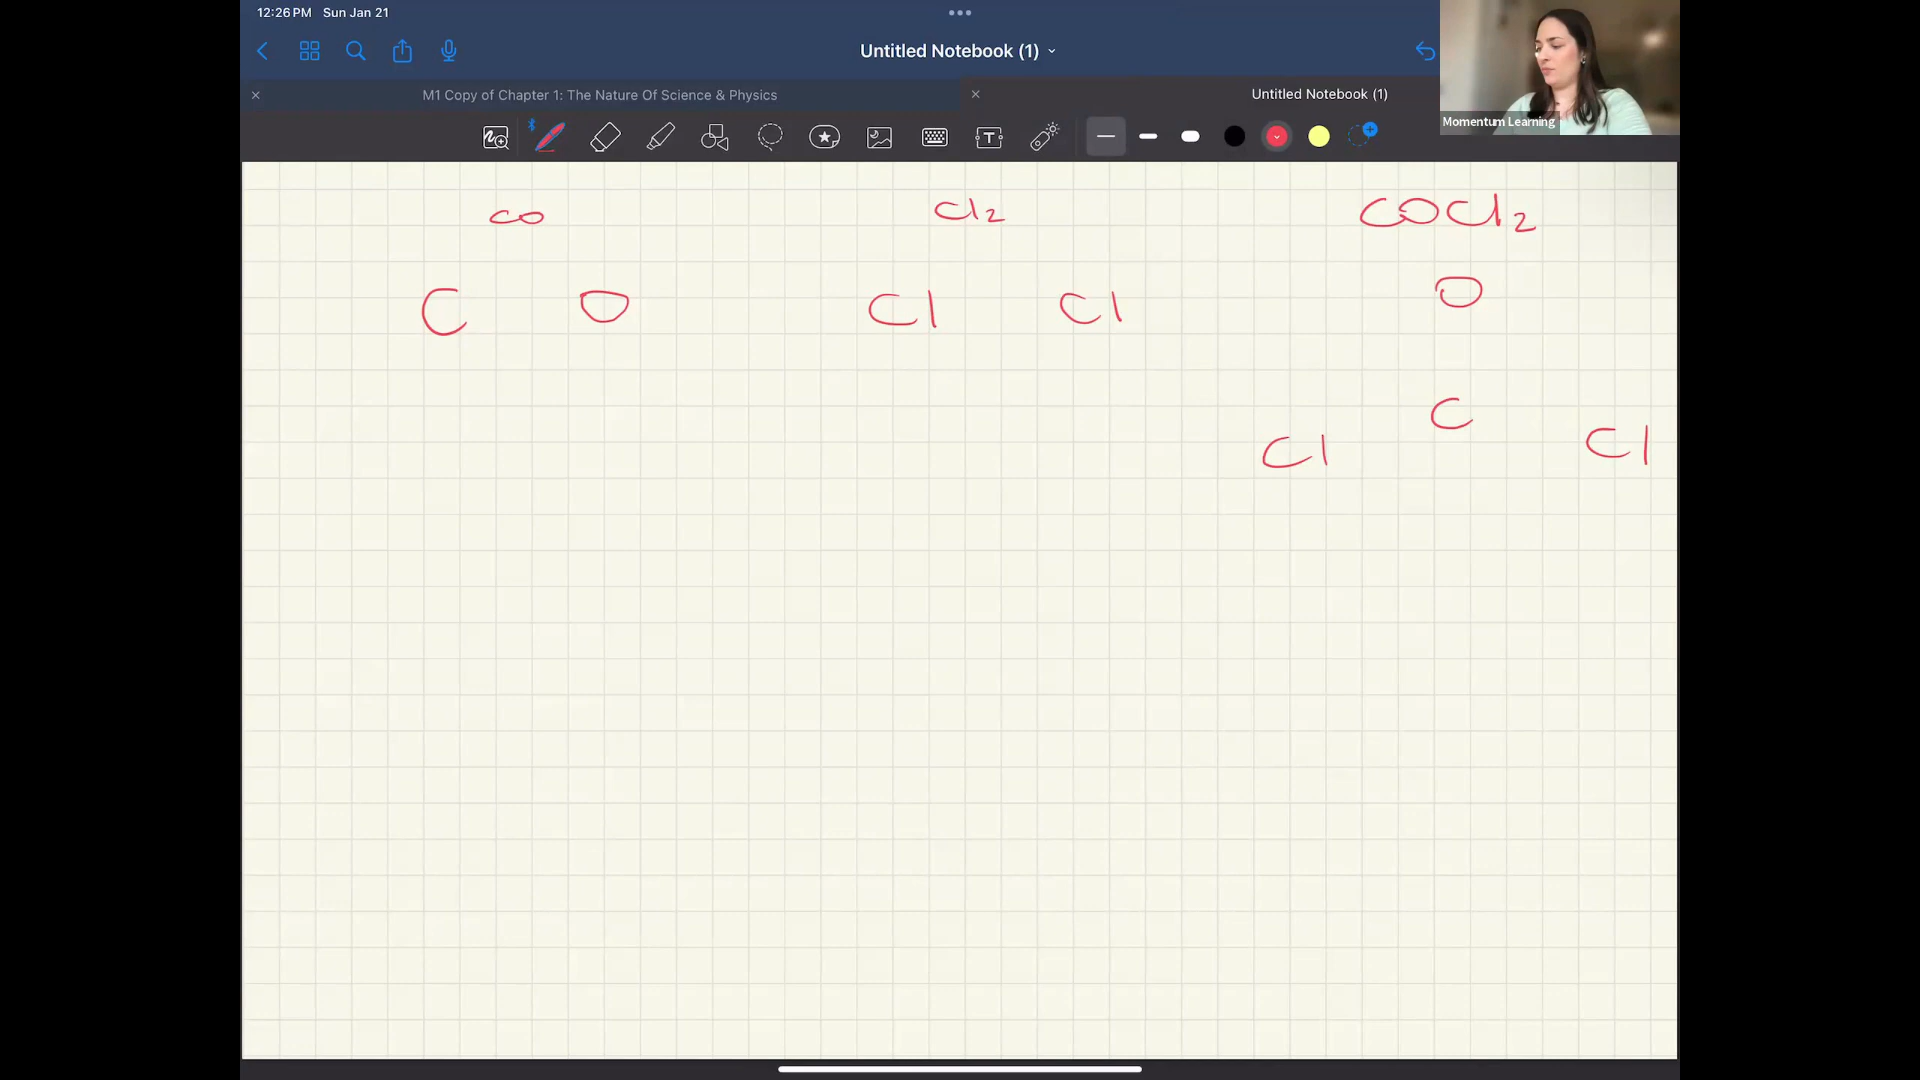 12:26 PM Sun Jan 21
Untitled Notebook (1)
M1 Copy of Chapter 1: The Nature Of Science & Physics
Untitled Notebook (1)
Momentum Learning
T
CO Cl2 COCl2
C O Cl Cl O
C
Cl Cl